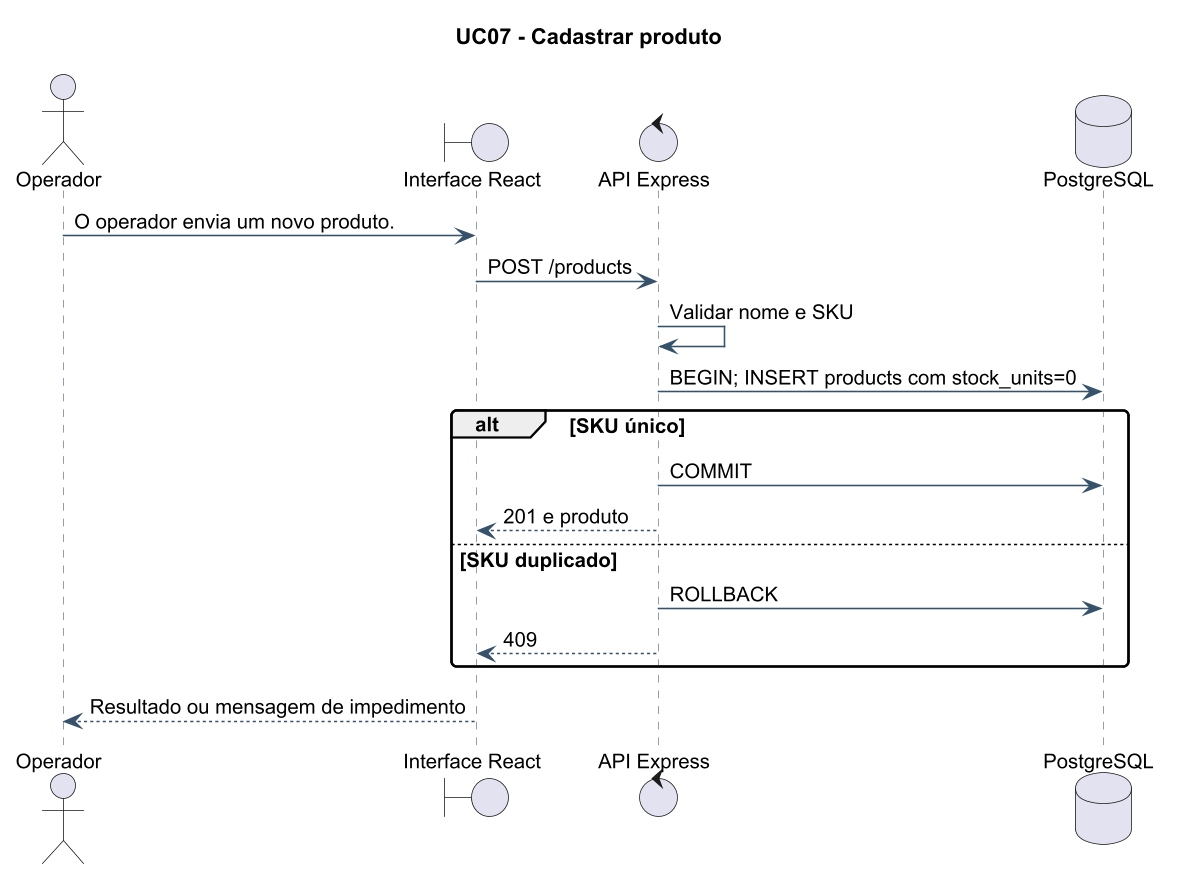 UC07 - Cadastrar produto
Operador
Interface React
API Express
PostgreSQL
O operador envia um novo produto.
POST /products
Validar nome e SKU
BEGIN; INSERT products com stock_units=0
alt
[SKU único]
COMMIT
201 e produto
[SKU duplicado]
ROLLBACK
409
Resultado ou mensagem de impedimento
Operador
Interface React
API Express
PostgreSQL